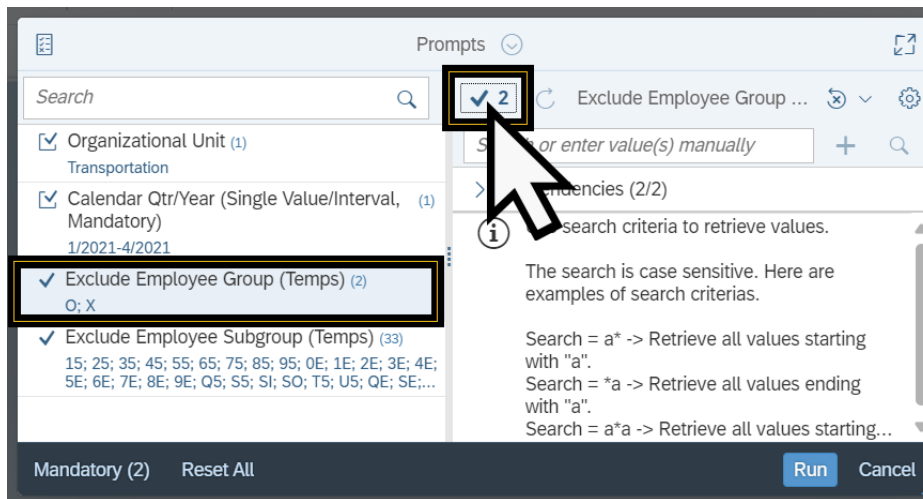 Prompts
Search
Organizational Unit (1)
Transportation
Calendar Qtr/Year (Single Value/Interval, (1)
Mandatory)
1/2021-4/2021
Exclude Employee Group (Temps) (2)
O; X
Exclude Employee Subgroup (Temps) (33)
15; 25; 35; 45; 55; 65; 75; 85; 95; 0E; 1E; 2E; 3E; 4E;
5E; 6E; 7E; 8E; 9E; Q5; S5; SI; SO; T5; U5; QE; SE;...
2
Exclude Employee Group ...
or enter value(s) manually
(2/2)
search criteria to retrieve values.
The search is case sensitive. Here are
examples of search criterias.
Search = a* -> Retrieve all values starting
with "a".
Search = *a -> Retrieve all values ending
with "a".
Search = a*a -> Retrieve all values starting...
Mandatory (2)
Reset All
Run
Cancel